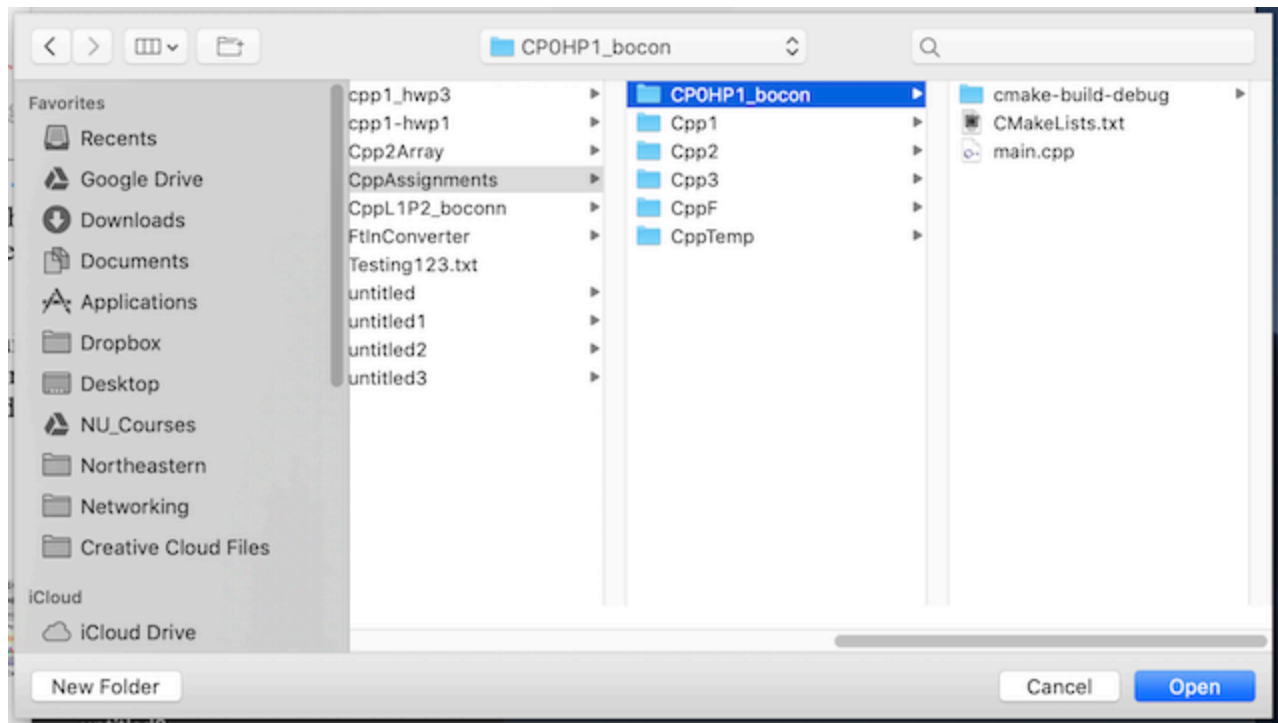 CP0HP1_bocon
Favorites
Recents
Google Drive
Downloads
Documents
Applications
Dropbox
Desktop
NU_Courses
Northeastern
Networking
Creative Cloud Files
iCloud
iCloud Drive
cpp1_hwp3
cpp1-hwp1
Cpp2Array
CppAssignments
CppL1P2_boconn
FtInConverter
Testing123.txt
untitled
untitled1
untitled2
untitled3
CP0HP1_bocon
Cpp1
Cpp2
Cpp3
CppF
CppTemp
cmake-build-debug
CMakeLists.txt
main.cpp
New Folder
Cancel
Open